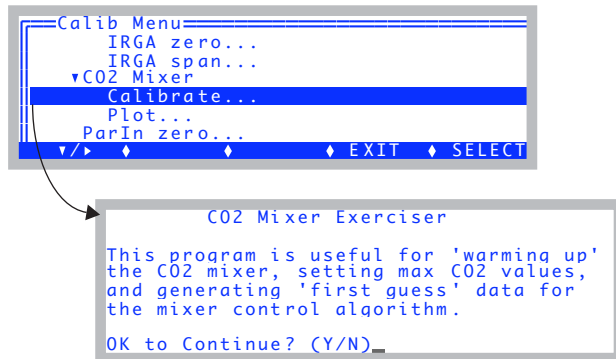 Calib Menu
IRGA zero...
IRGA span...
▾CO2 Mixer
Calibrate...
Plot...
ParIn zero...
▾/▸ ♦ ♦ ♦ EXIT ♦ SELECT
CO2 Mixer Exerciser
This program is useful for 'warming up'
the CO2 mixer, setting max CO2 values,
and generating 'first guess' data for
the mixer control algorithm.
OK to Continue? (Y/N)_